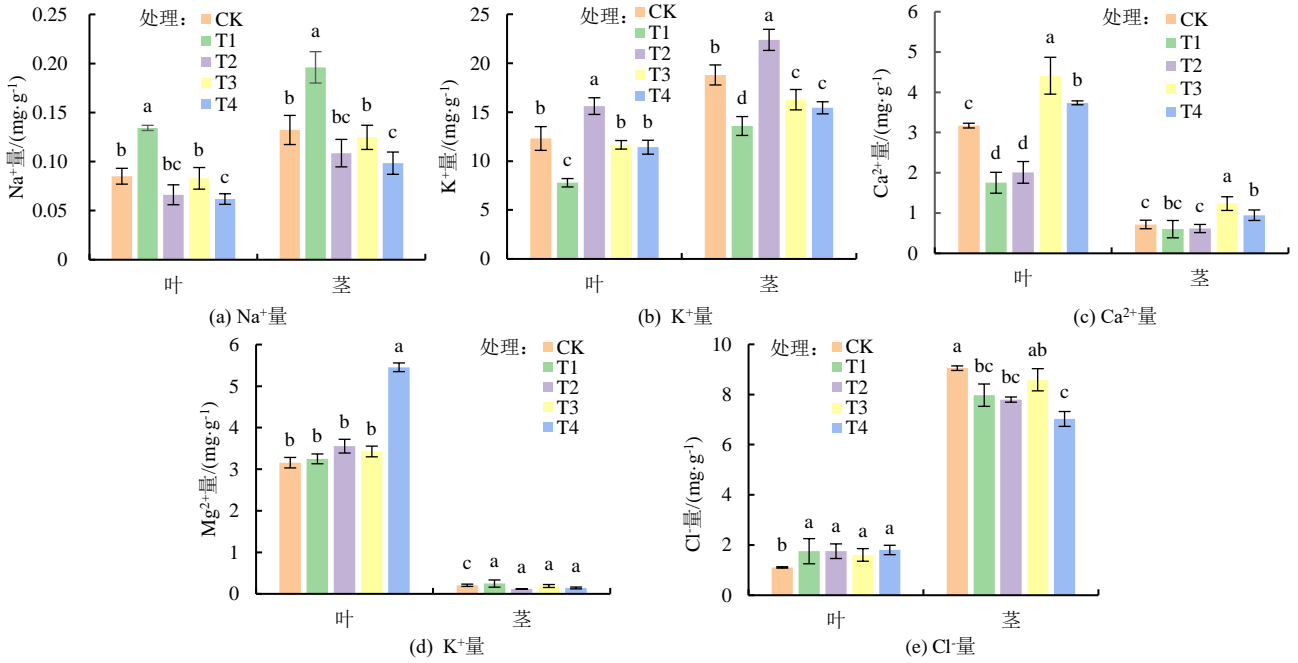 处理：
CK
T1
T2
T3
T4
Na⁺量/(mg·g⁻¹)
0.25
0.20
0.15
0.10
0.05
0
b a bc b c
b a b b c
叶 茎
(a) Na⁺量
处理：
CK
T1
T2
T3
T4
K⁺量/(mg·g⁻¹)
25
20
15
10
5
0
b c a b b
b d a c c
叶 茎
(b) K⁺量
CK
T1
T2
T3
T4
处理：
Ca²⁺量/(mg·g⁻¹)
6
5
4
3
2
1
0
c d d a b
c bc c a b
叶 茎
(c) Ca²⁺量
处理：
CK
T1
T2
T3
T4
Mg²⁺量/(mg·g⁻¹)
6
5
4
3
2
1
0
b b b b a
c a a a a
叶 茎
(d) K⁺量
处理：
CK
T1
T2
T3
T4
Cl⁻量/(mg·g⁻¹)
10
8
6
4
2
0
b a a a a
a bc bc ab c
叶 茎
(e) Cl⁻量